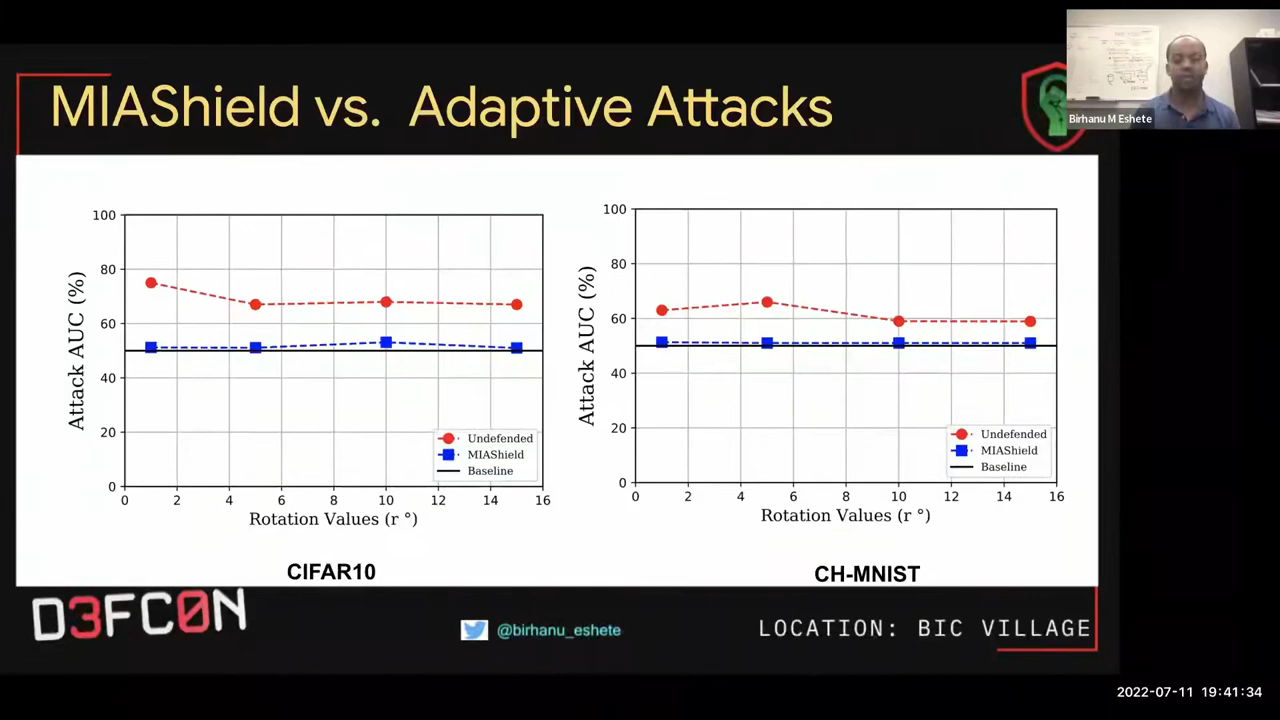 MIAShield vs. Adaptive Attacks
Birhanu M Eshete
100
80
60
40
20
0
Attack AUC (%)
0 2 4 6 8 10 12 14 16
Rotation Values (r °)
Undefended
MIAShield
Baseline
CIFAR10
100
80
60
40
20
0
Attack AUC (%)
0 2 4 6 8 10 12 14 16
Rotation Values (r °)
Undefended
MIAShield
Baseline
CH-MNIST
D3FC0N
@birhanu_eshete
LOCATION: BIC VILLAGE
2022-07-11 19:41:34